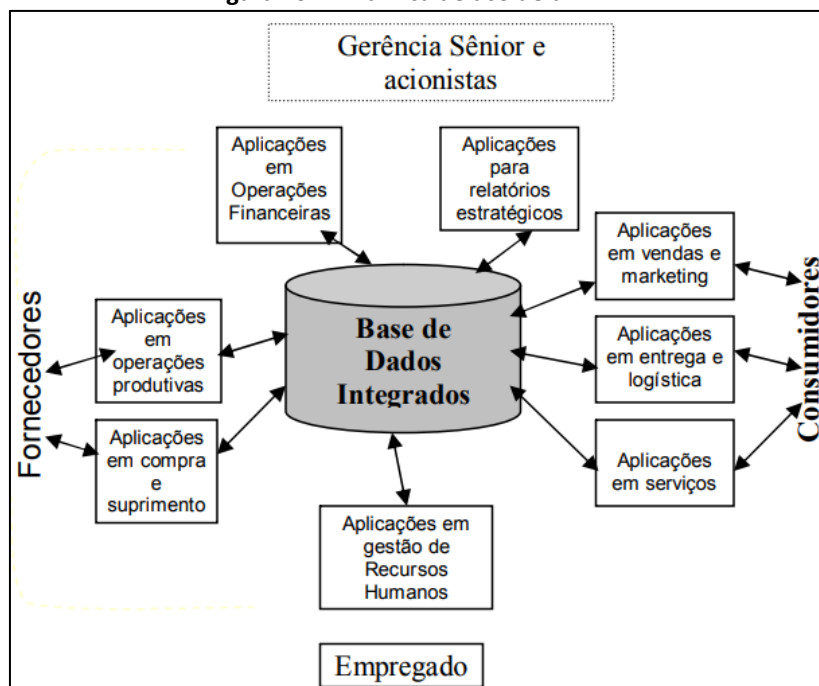 Gerência Sênior e
acionistas
Aplicações
em
Operações
Financeiras
Aplicações
para
relatórios
estratégicos
Aplicações
em vendas e
marketing
Fornecedores
Aplicações
em
operações
produtivas
Base de
Dados
Integrados
Aplicações
em entrega e
logística
Consumidores
Aplicações
em compra
e
suprimento
Aplicações
em serviços
Aplicações em
gestão de
Recursos
Humanos
Empregado